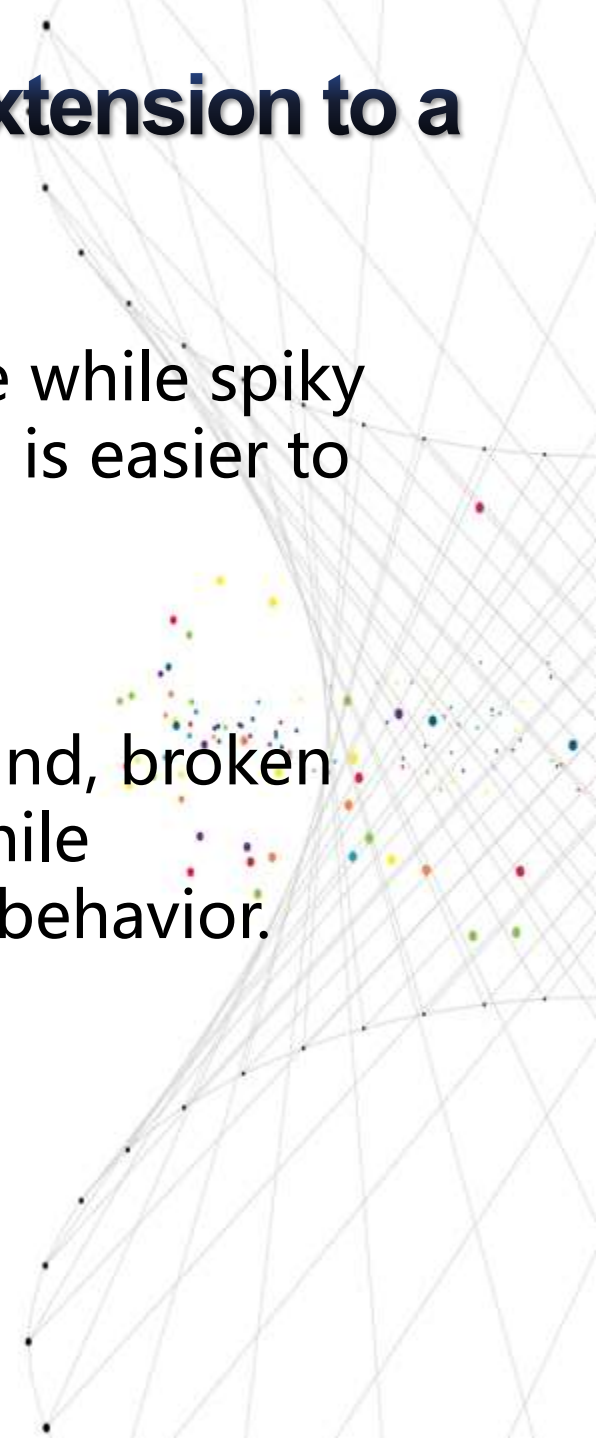 xtension to a
e while spiky
is easier to
nd, broken
hile
behavior.